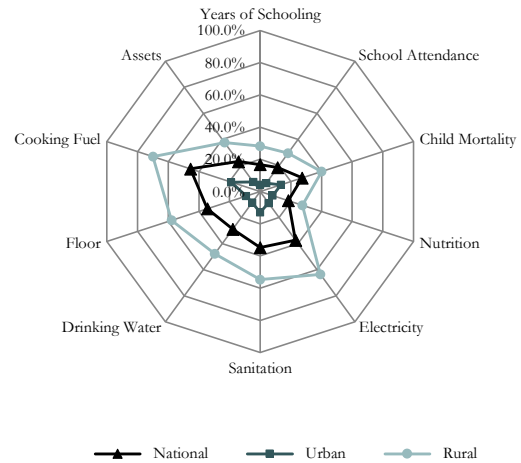 Years of Schooling
100.0%
Assets
School Attendance
80.0%
60.0%
40.0%
Cooking Fuel
Child Mortality
20.0%
0.0%
Floor
Nutrition
Drinking Water
Electricity
Sanitation
National Urban Rural